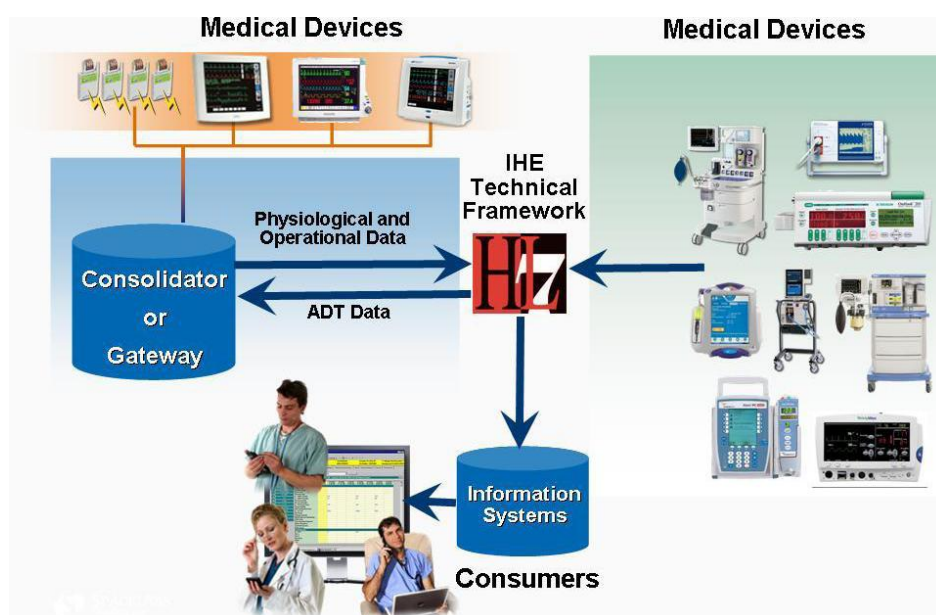 Medical Devices
Medical Devices
IHE
Technical
Framework
Physiological and
Operational Data
HL7
ADT Data
Consolidator
or
Gateway
Information
Systems
Consumers